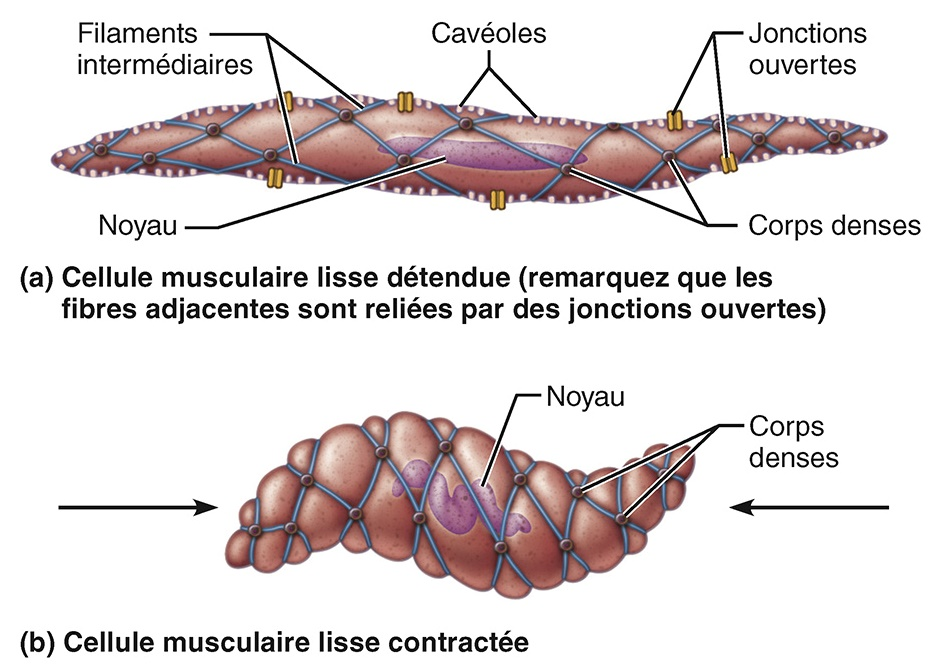 Filaments
intermédiaires
Cavéoles
Jonctions
ouvertes
Noyau
Corps denses
(a) Cellule musculaire lisse détendue (remarquez que les
fibres adjacentes sont reliées par des jonctions ouvertes)
Noyau
Corps
denses
(b) Cellule musculaire lisse contractée